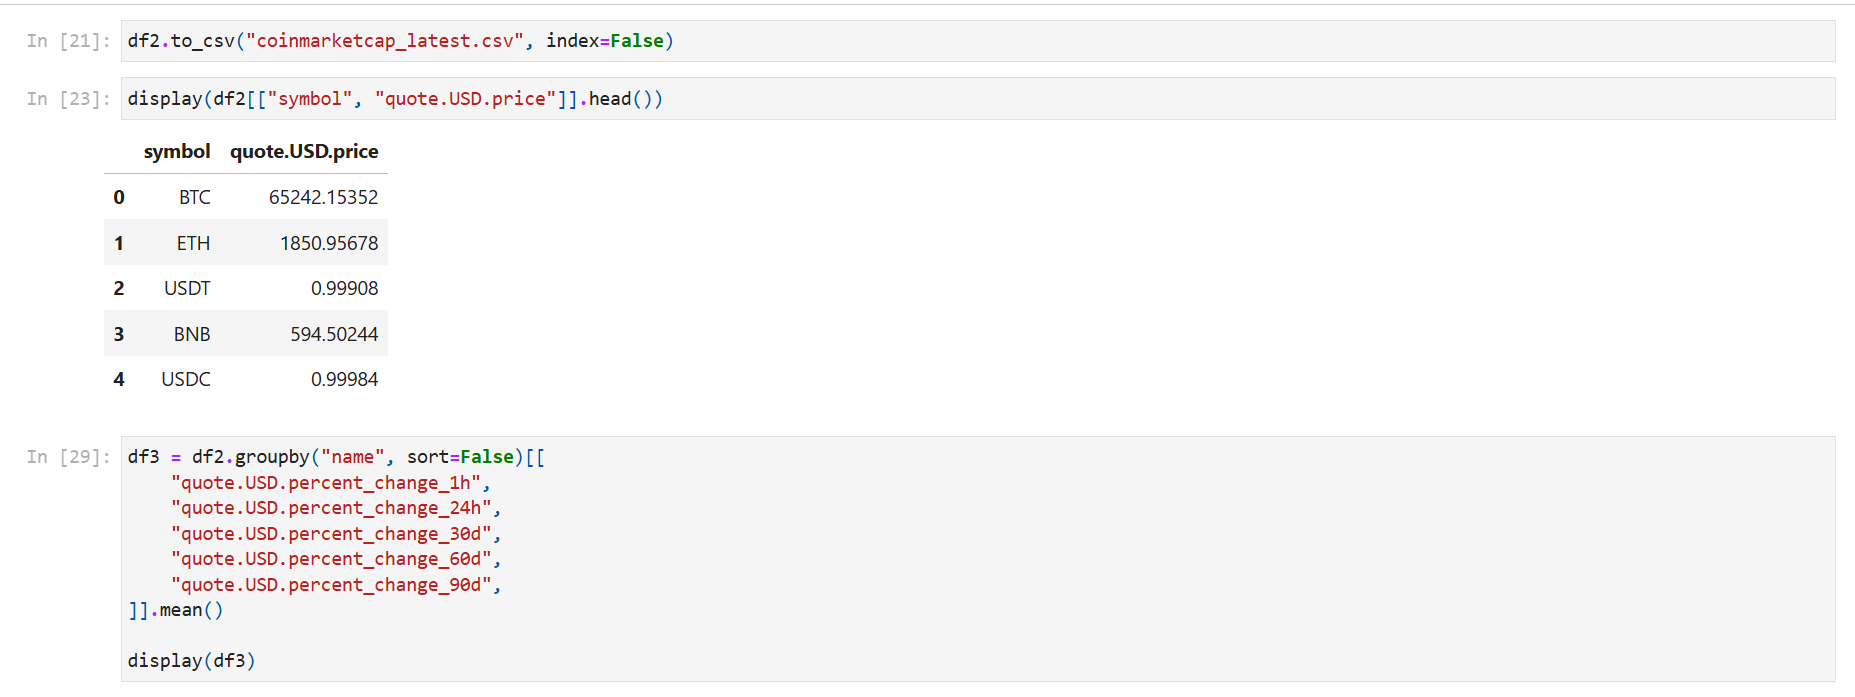 In [21]: df2.to_csv("coinmarketcap_latest.csv", index=False)
In [23]: display(df2[["symbol", "quote.USD.price"]].head())
symbol quote.USD.price
0 BTC 65242.15352
1 ETH 1850.95678
2 USDT 0.99908
3 BNB 594.50244
4 USDC 0.99984
In [29]: df3 = df2.groupby("name", sort=False)[[
"quote.USD.percent_change_1h",
"quote.USD.percent_change_24h",
"quote.USD.percent_change_30d",
"quote.USD.percent_change_60d",
"quote.USD.percent_change_90d",
]].mean()
display(df3)